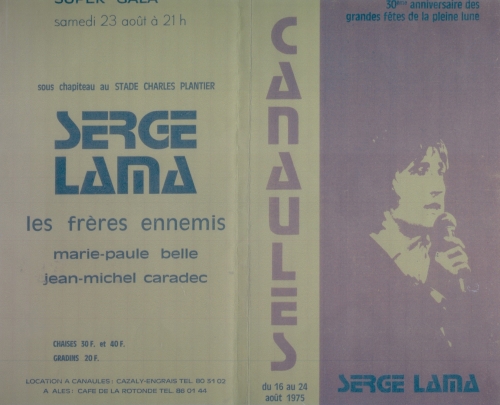 SUPER GALA
samedi 23 août à 21 h
sous chapiteau au STADE CHARLES PLANTIER
SERGE
LAMA
les frères ennemis
marie-paule belle
jean-michel caradec
CHAISES 30 F. et 40 F.
GRADINS 20 F.
LOCATION A CANAULES: CAZALY-ENGRAIS TEL 80 31 02
A ALES: CAFE DE LA ROTONDE TEL 86 01 44
CANAULES
du 16 au 24
août 1975
30ème anniversaire des
grandes fêtes de la pleine lune
SERGE LAMA